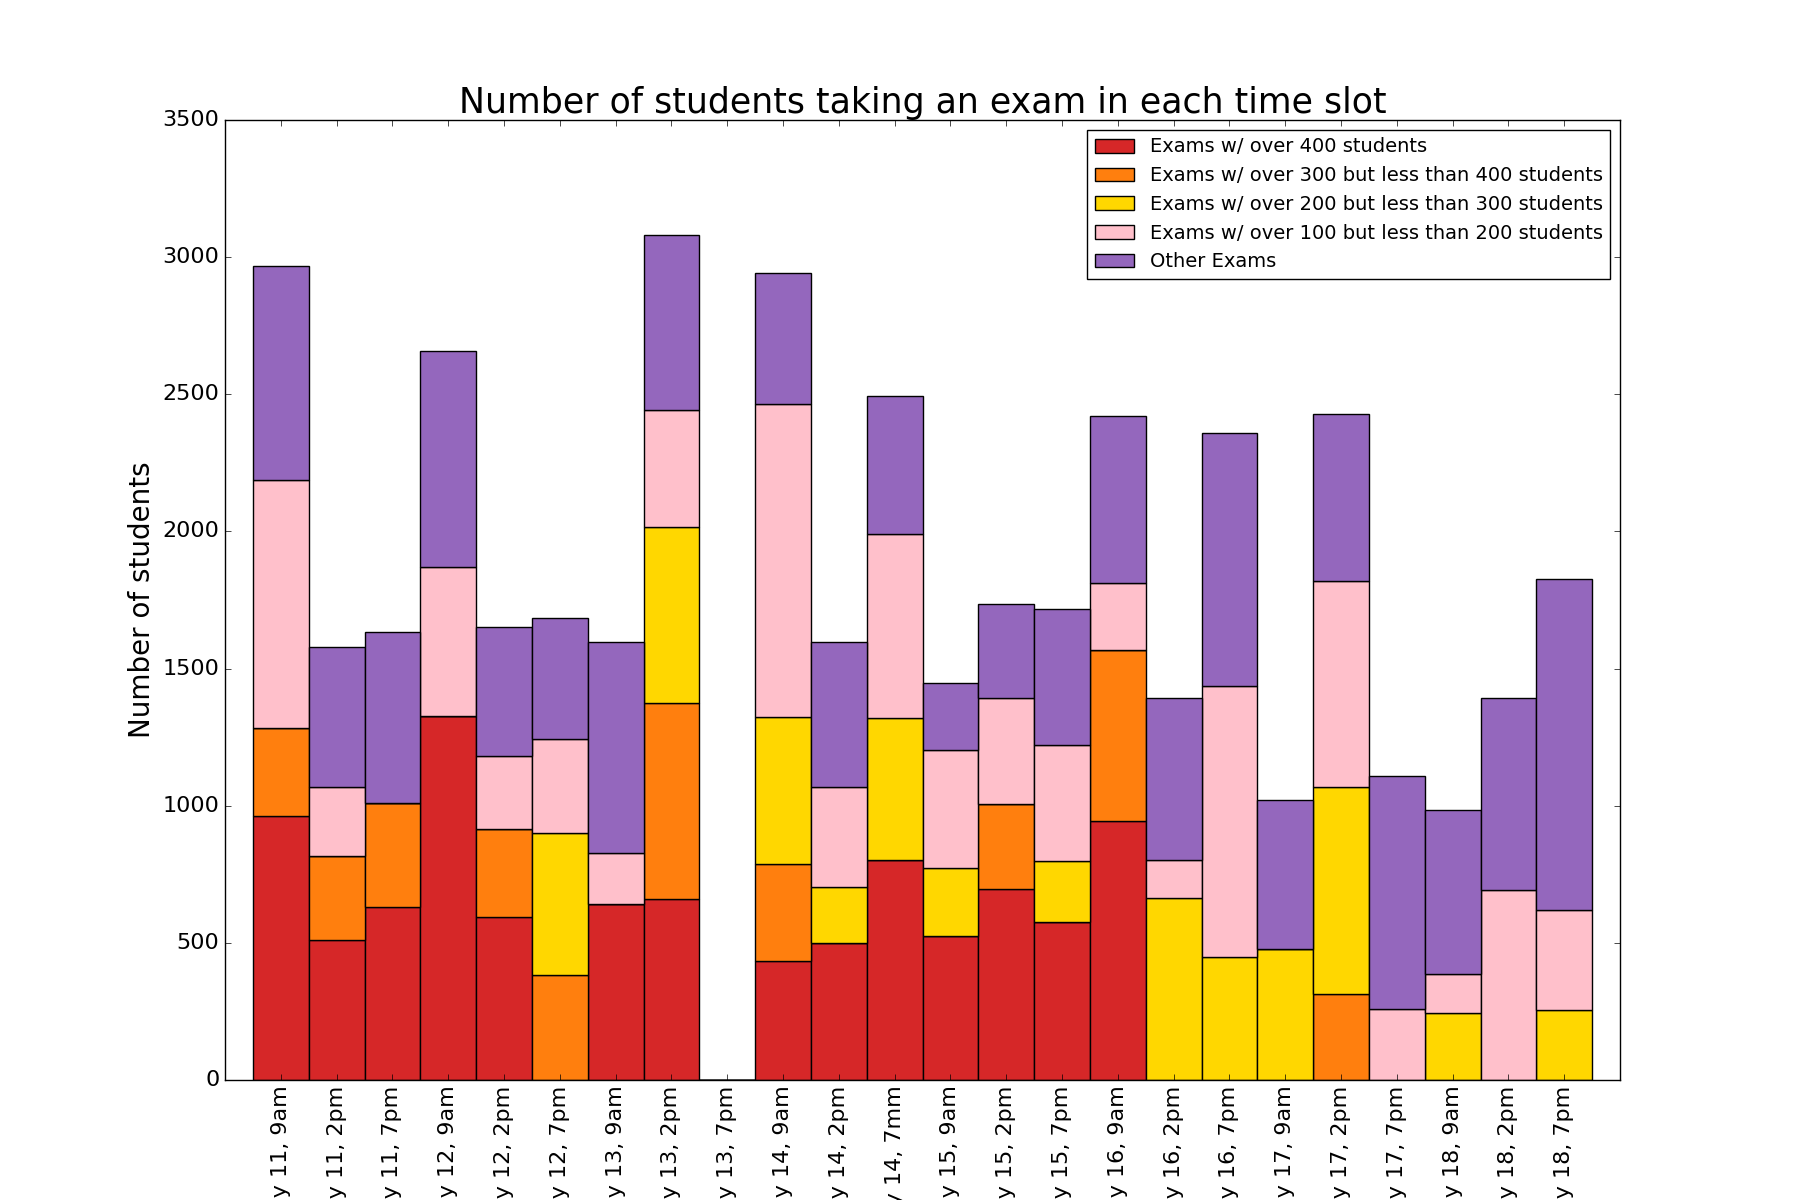 Number of students taking an exam in each time slot
Exams w/ over 400 students
Exams w/ over 300 but less than 400 students
Exams w/ over 200 but less than 300 students
Exams w/ over 100 but less than 200 students
Other Exams
Number of students
3500
3000
2500
2000
1500
1000
500
0
y 11, 9am
y 11, 2pm
y 11, 7pm
y 12, 9am
y 12, 2pm
y 12, 7pm
y 13, 9am
y 13, 2pm
y 13, 7pm
y 14, 9am
y 14, 2pm
y 14, 7mm
y 15, 9am
y 15, 2pm
y 15, 7pm
y 16, 9am
y 16, 2pm
y 16, 7pm
y 17, 9am
y 17, 2pm
y 17, 7pm
y 18, 9am
y 18, 2pm
y 18, 7pm